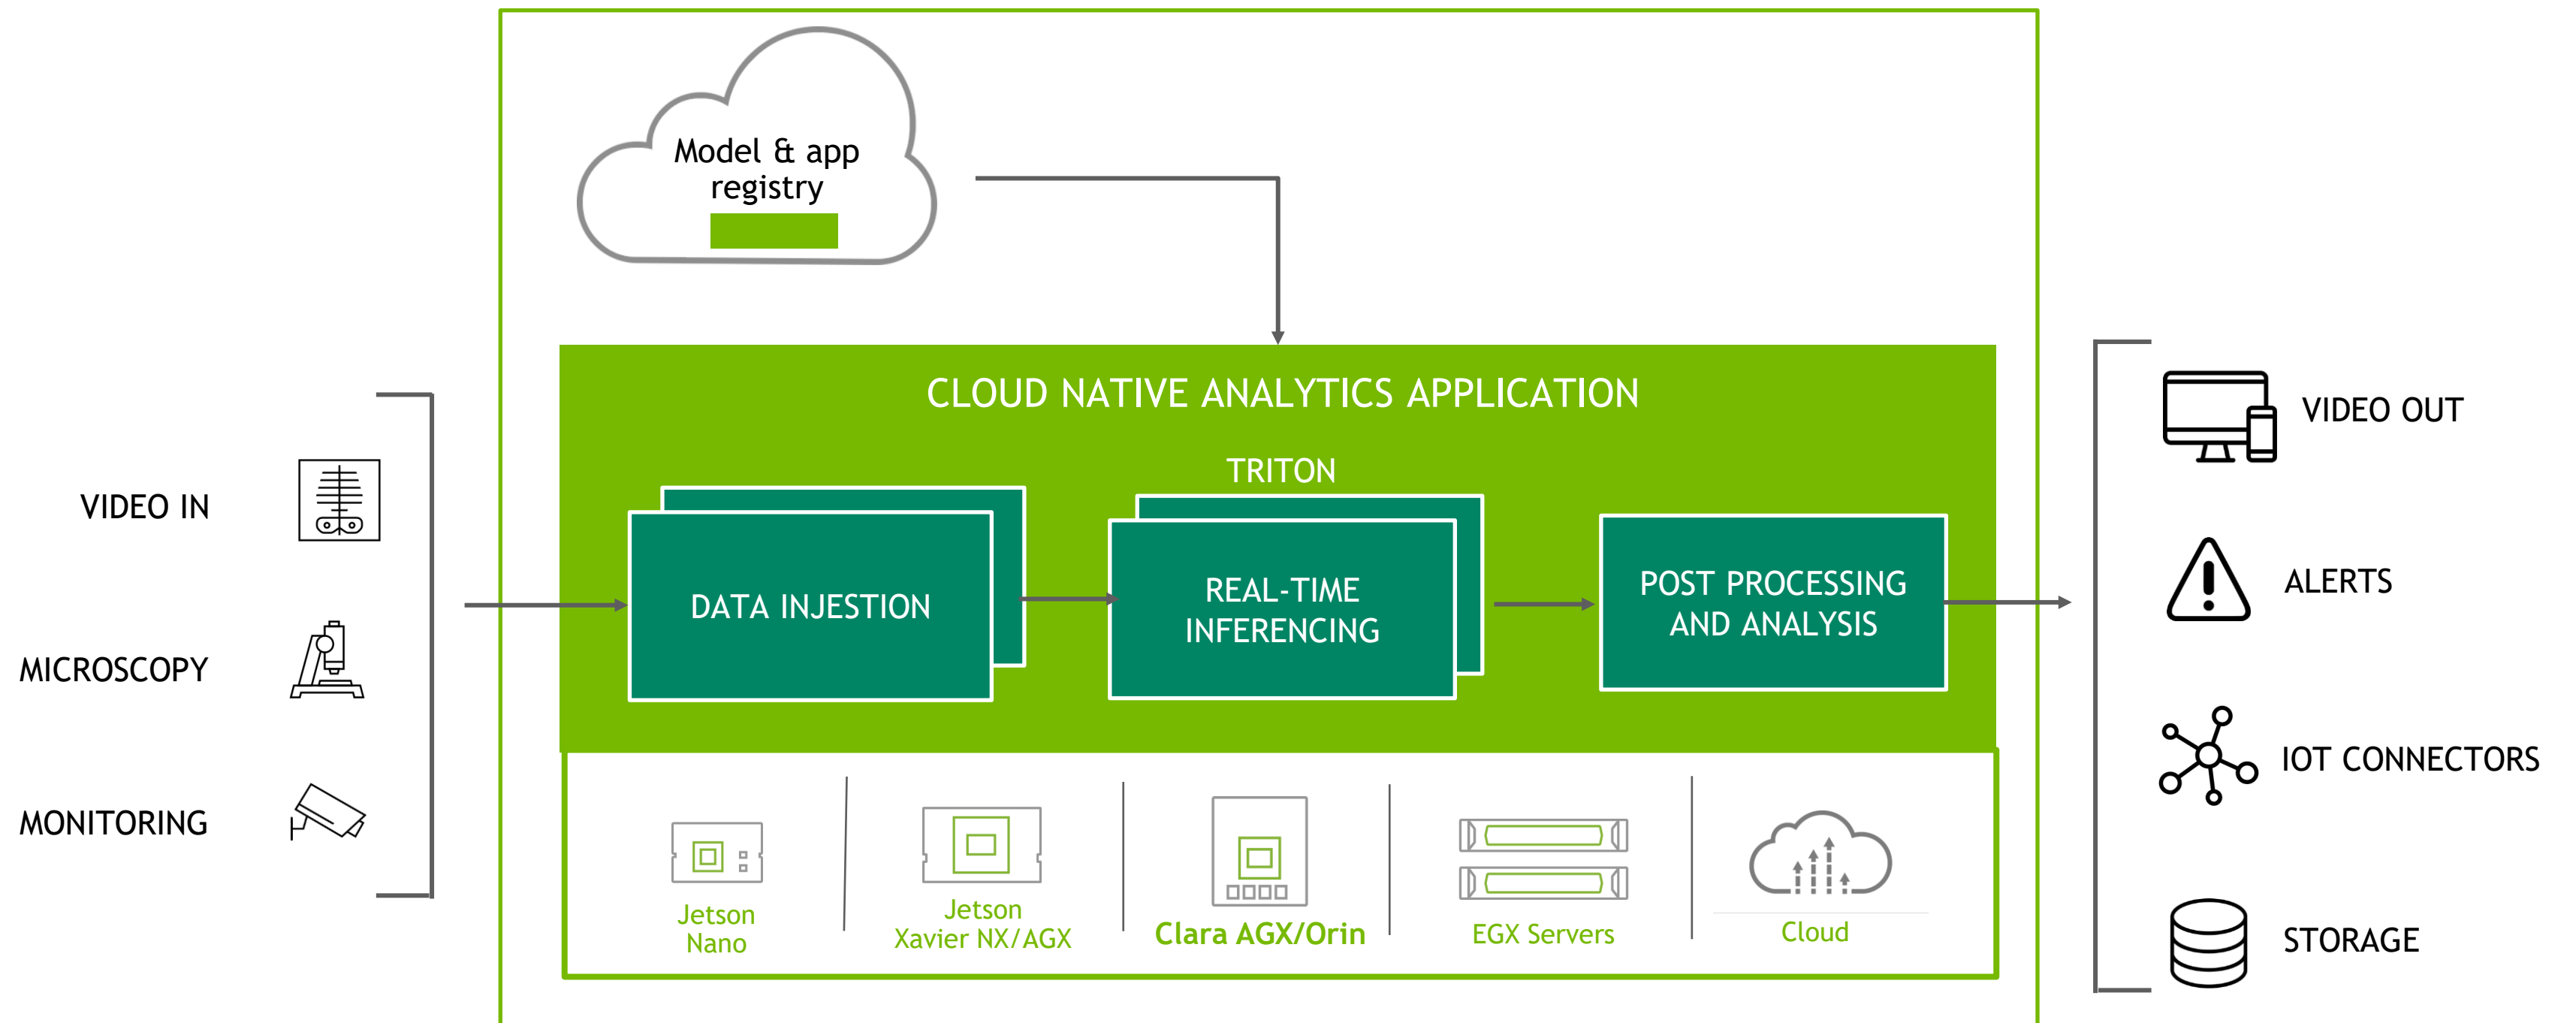 Model & app
registry
CLOUD NATIVE ANALYTICS APPLICATION
TRITON
VIDEO IN
MICROSCOPY
MONITORING
DATA INJESTION
REAL-TIME
INFERENCING
POST PROCESSING
AND ANALYSIS
VIDEO OUT
ALERTS
IOT CONNECTORS
STORAGE
Jetson
Nano
Jetson
Xavier NX/AGX
Clara AGX/Orin
EGX Servers
Cloud